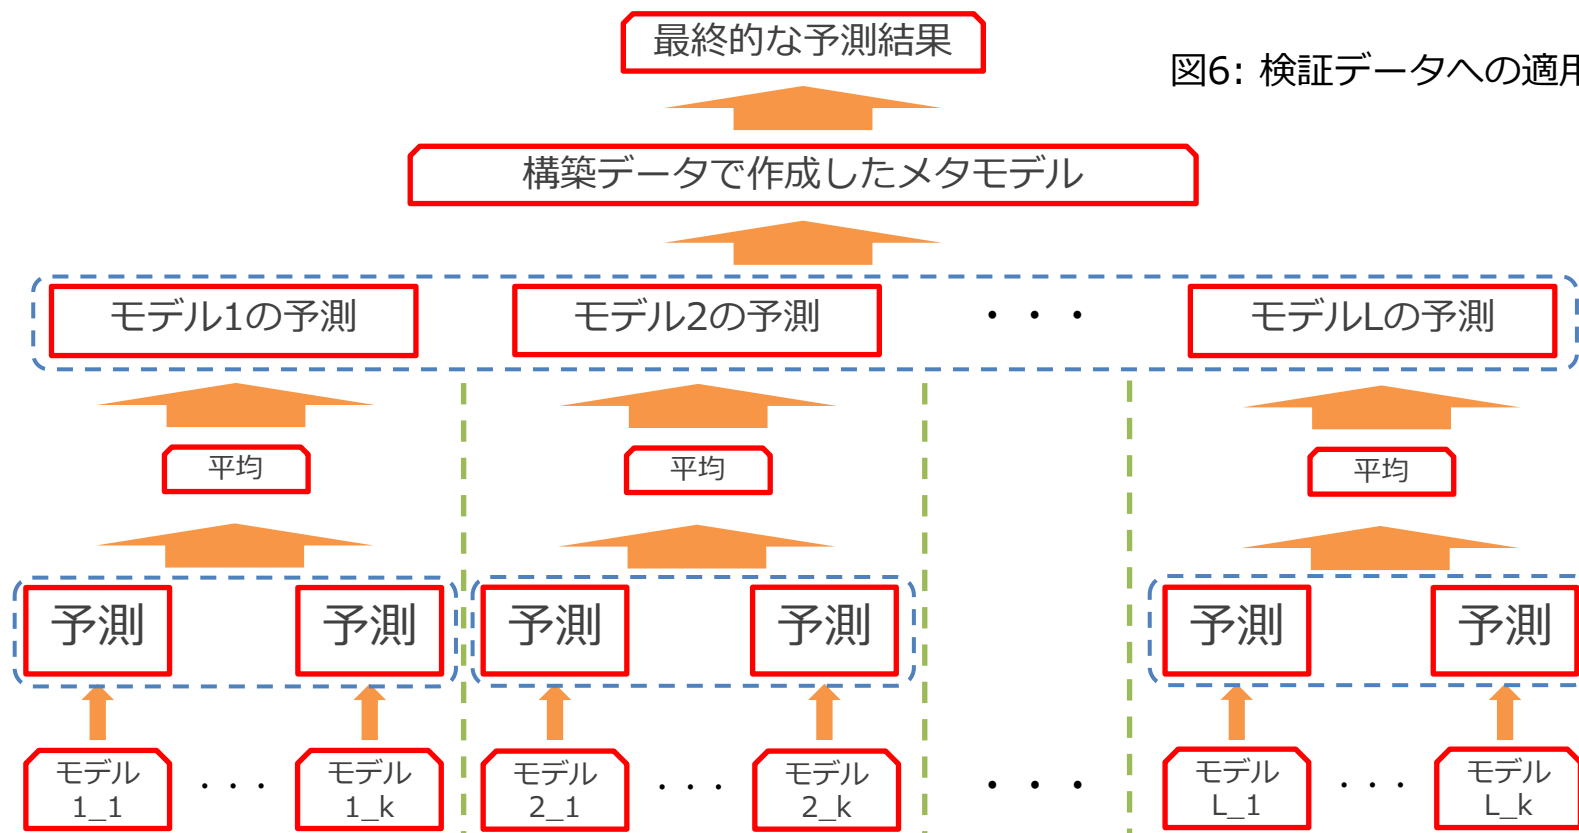 最終的な予測結果
図6: 検証データへの適用
構築データで作成したメタモデル
モデル1の予測
モデル2の予測
・・・
モデルLの予測
平均
平均
平均
予測
予測
予測
予測
予測
予測
モデル
1_1
・・・
モデル
1_k
モデル
2_1
・・・
モデル
2_k
・・・
モデル
L_1
・・・
モデル
L_k